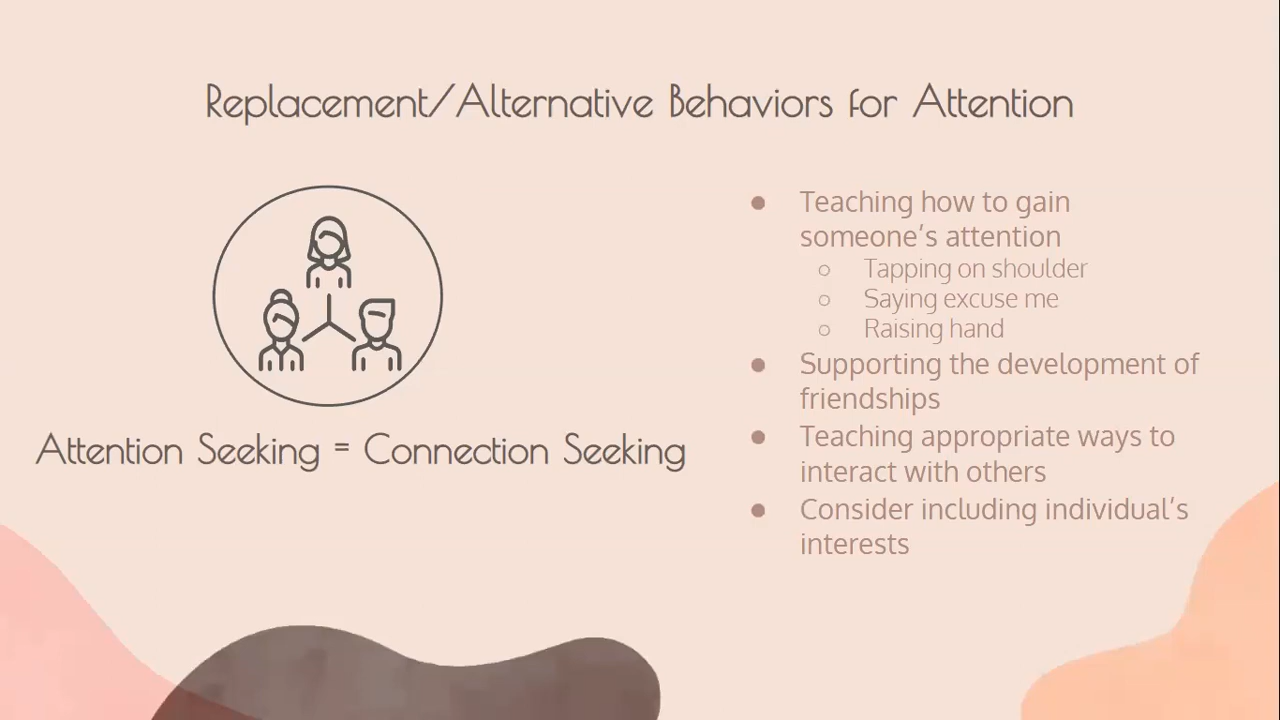 Replacement/Alternative Behaviors for Attention
Attention Seeking = Connection Seeking
● Teaching how to gain
someone's attention
○ Tapping on shoulder
○ Saying excuse me
○ Raising hand
● Supporting the development of
friendships
● Teaching appropriate ways to
interact with others
● Consider including individual's
interests